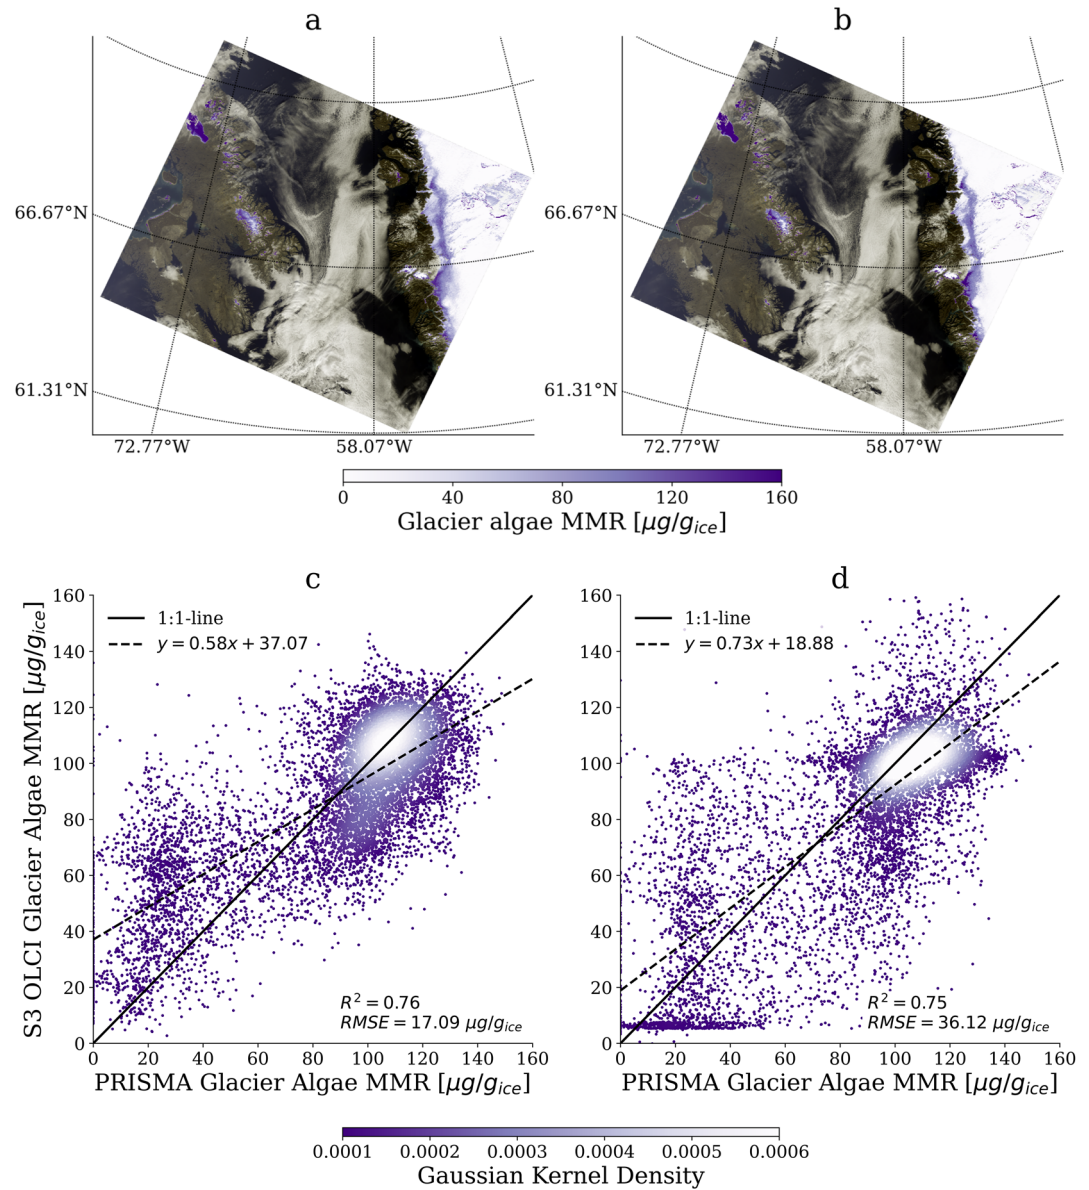 a
b
66.67°N
61.31°N
72.77°W
58.07°W
66.67°N
61.31°N
72.77°W
58.07°W
0 40 80 120 160
Glacier algae MMR [μg/g_ice]
c
S3 OLCI Glacier Algae MMR [μg/g_ice]
160
140
120
100
80
60
40
20
0
1:1-line
y = 0.58x + 37.07
R² = 0.76
RMSE = 17.09 μg/g_ice
0 20 40 60 80 100 120 140 160
PRISMA Glacier Algae MMR [μg/g_ice]
d
160
140
120
100
80
60
40
20
0
1:1-line
y = 0.73x + 18.88
R² = 0.75
RMSE = 36.12 μg/g_ice
0 20 40 60 80 100 120 140 160
PRISMA Glacier Algae MMR [μg/g_ice]
0.0001 0.0002 0.0003 0.0004 0.0005 0.0006
Gaussian Kernel Density